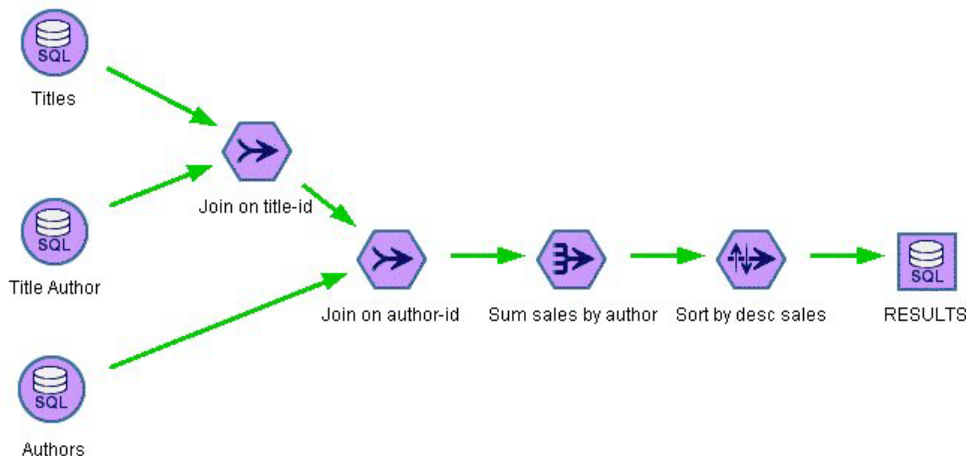 SQL
Titles
Join on title-id
SQL
Title Author
Join on author-id
Sum sales by author
Sort by desc sales
SQL
RESULTS
SQL
Authors